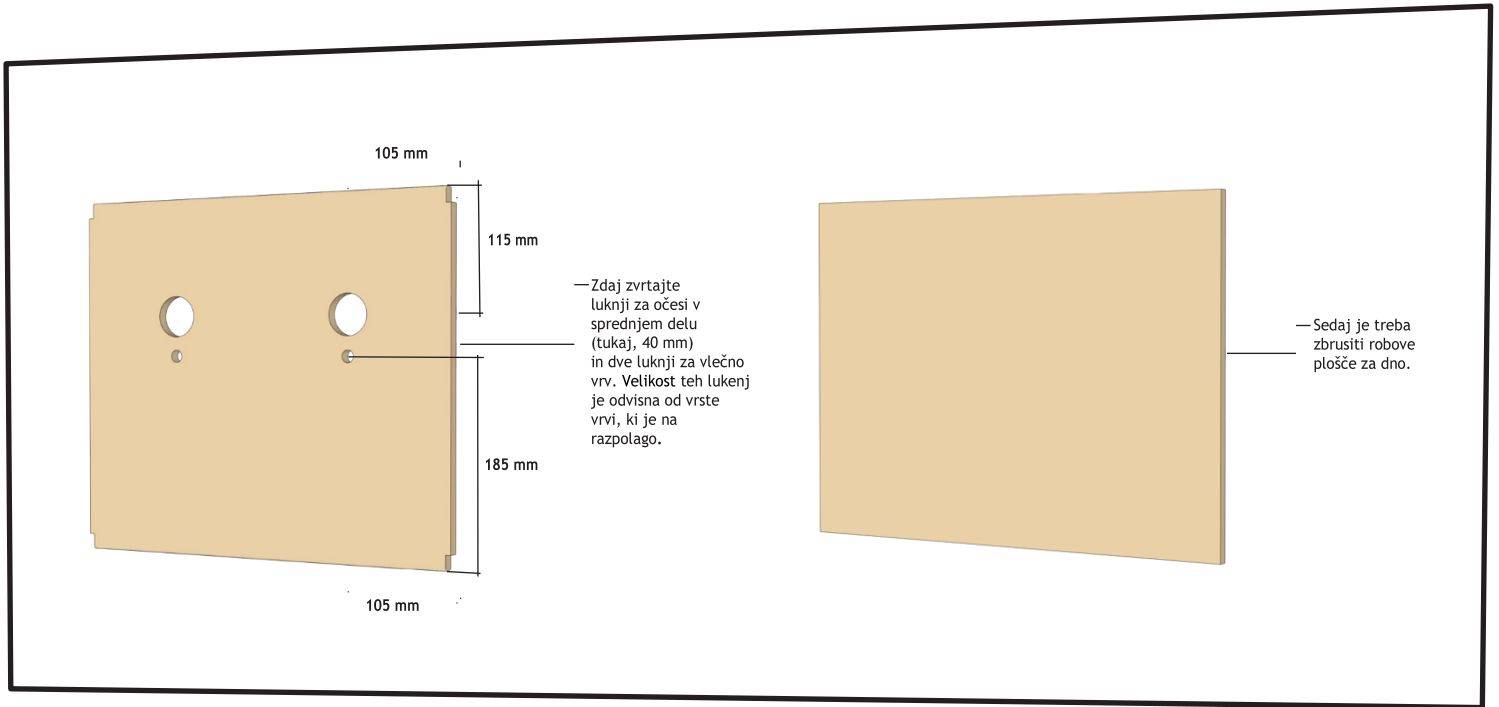 105 mm
115 mm
Zdaj zvrtajte
luknji za očesi v
sprednjem delu
(tukaj, 40 mm)
in dve luknji za vlečno
vrv. Velikost teh lukenj
je odvisna od vrste
vrvi, ki je na
razpolago.
185 mm
105 mm
Sedaj je treba
zbrusiti robove
plošče za dno.